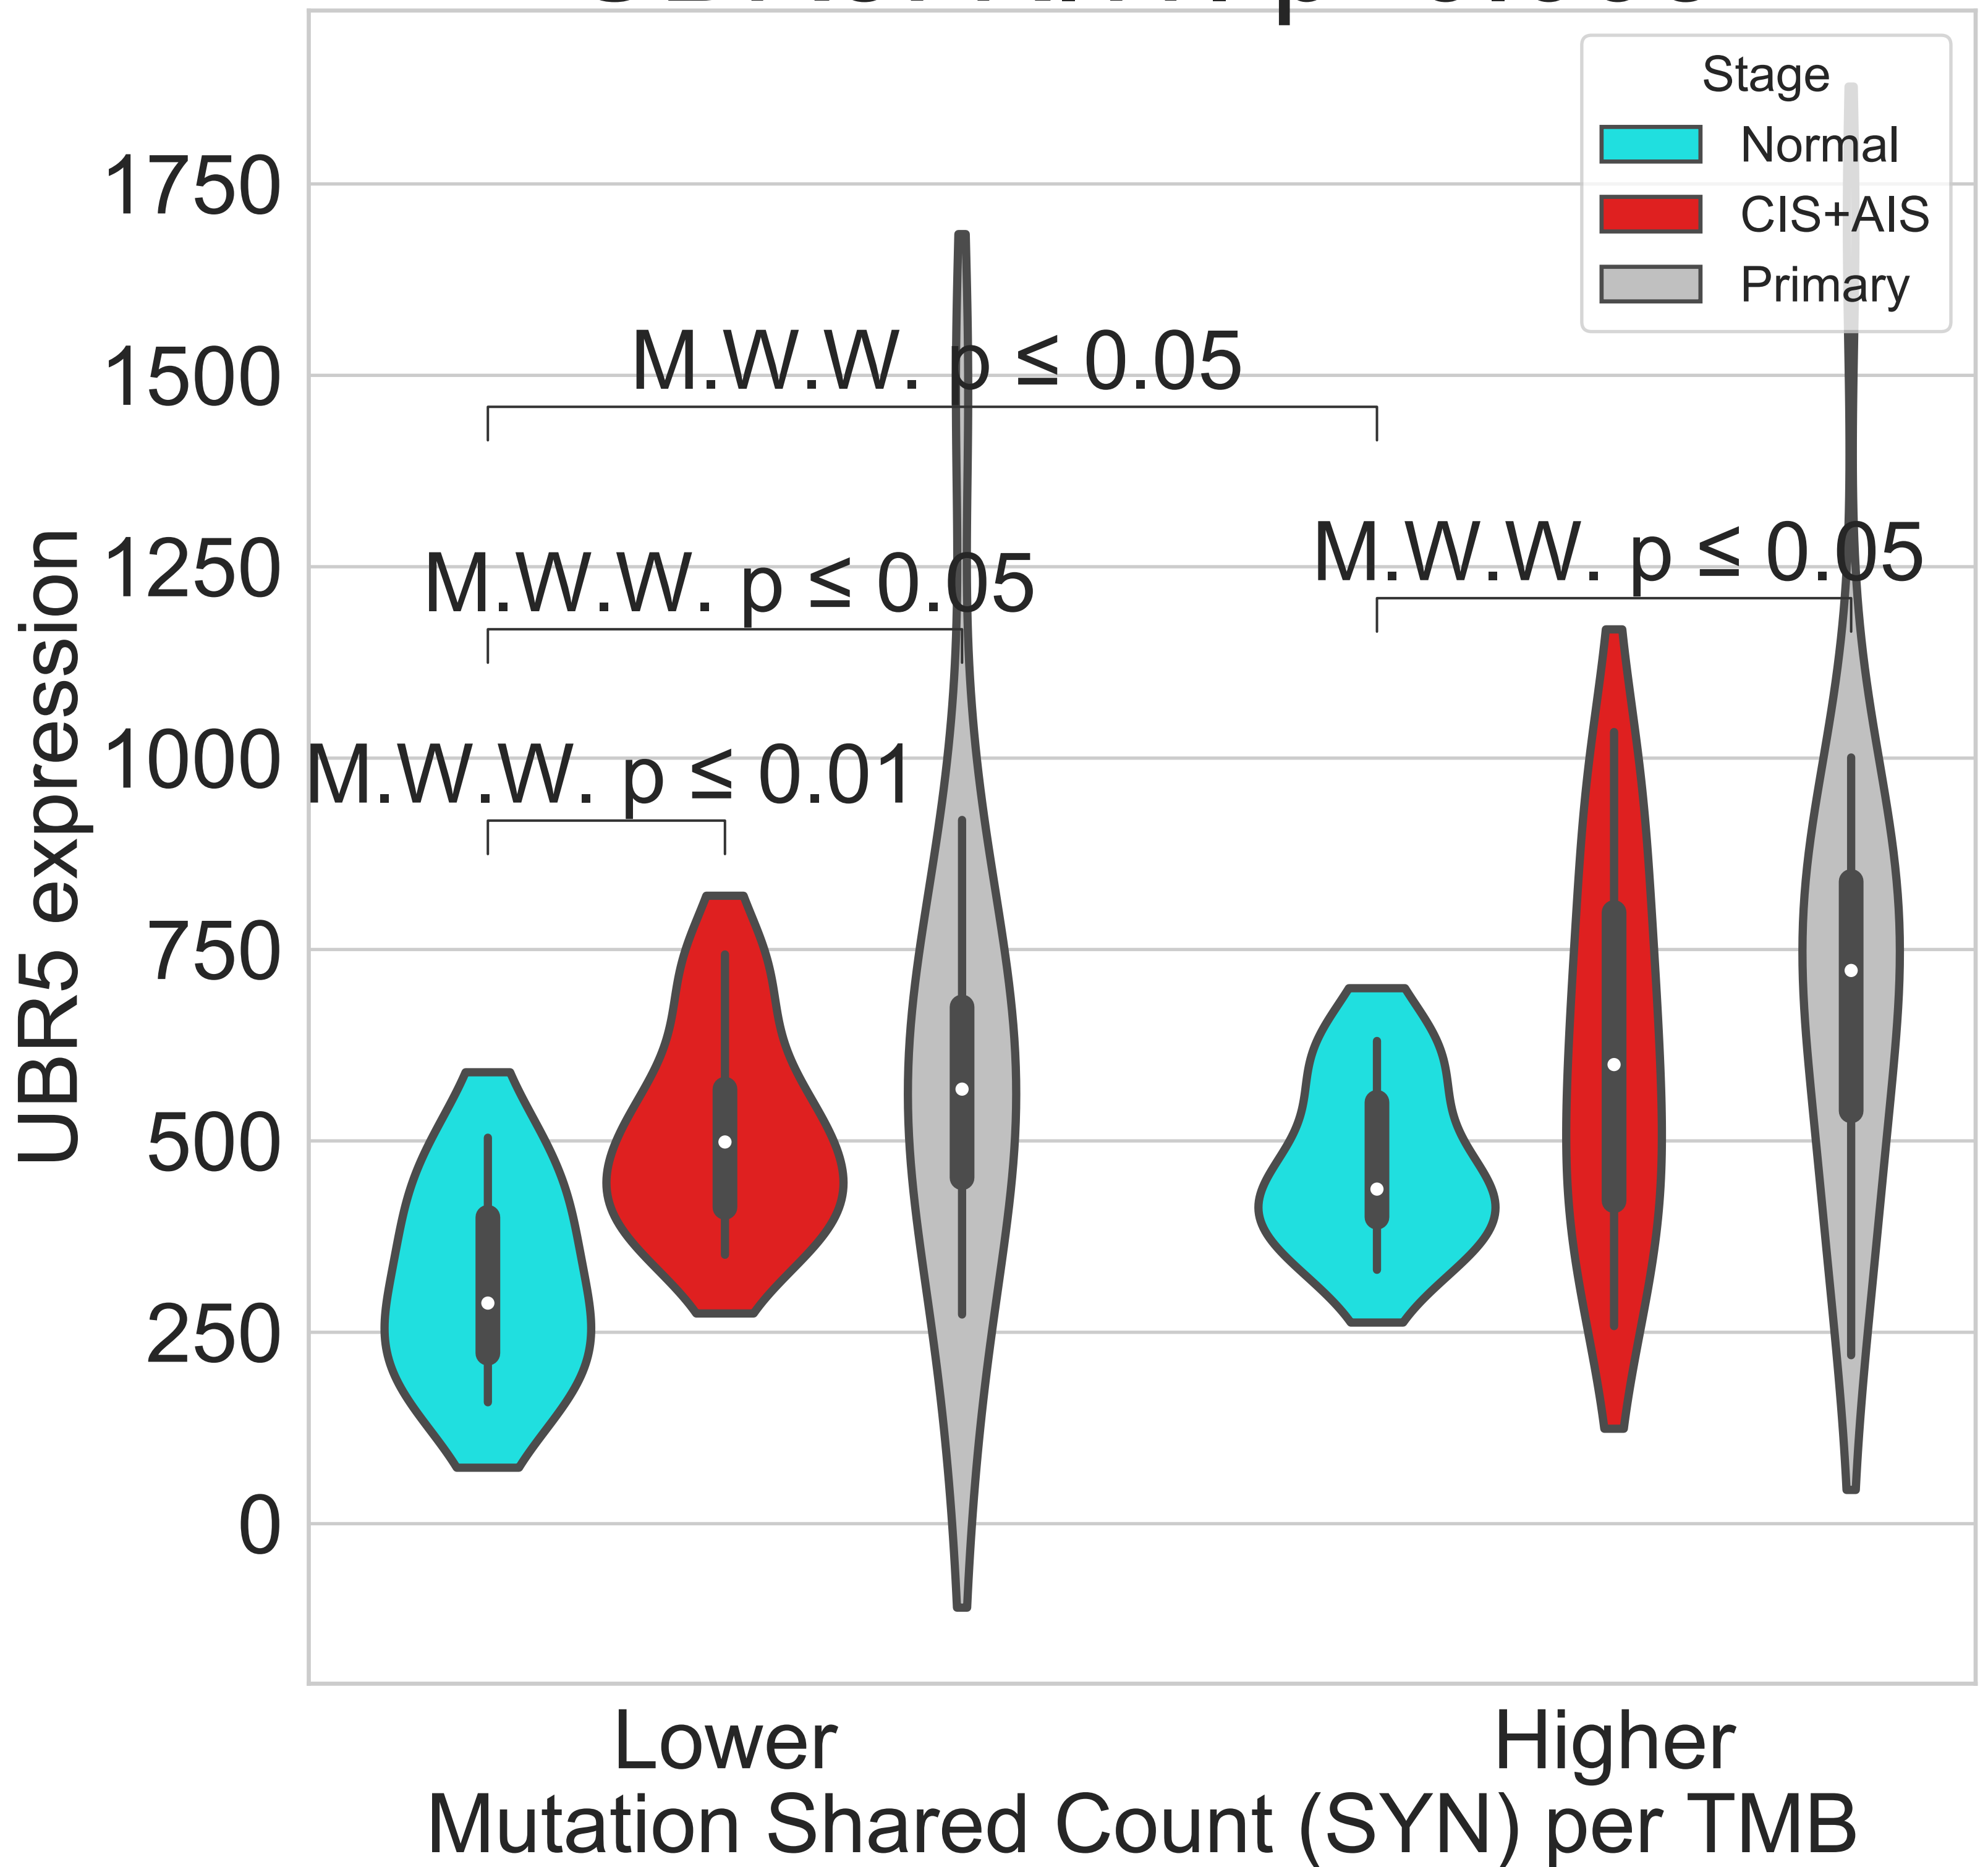 Stage
Normal
CIS+AIS
Primary
1750
1500
1250
1000
750
500
250
0
UBR5 expression
M.W.W. p ≤ 0.05
M.W.W. p ≤ 0.05
M.W.W. p ≤ 0.05
M.W.W. p ≤ 0.01
Lower
Higher
Mutation Shared Count (SYN) per TMB